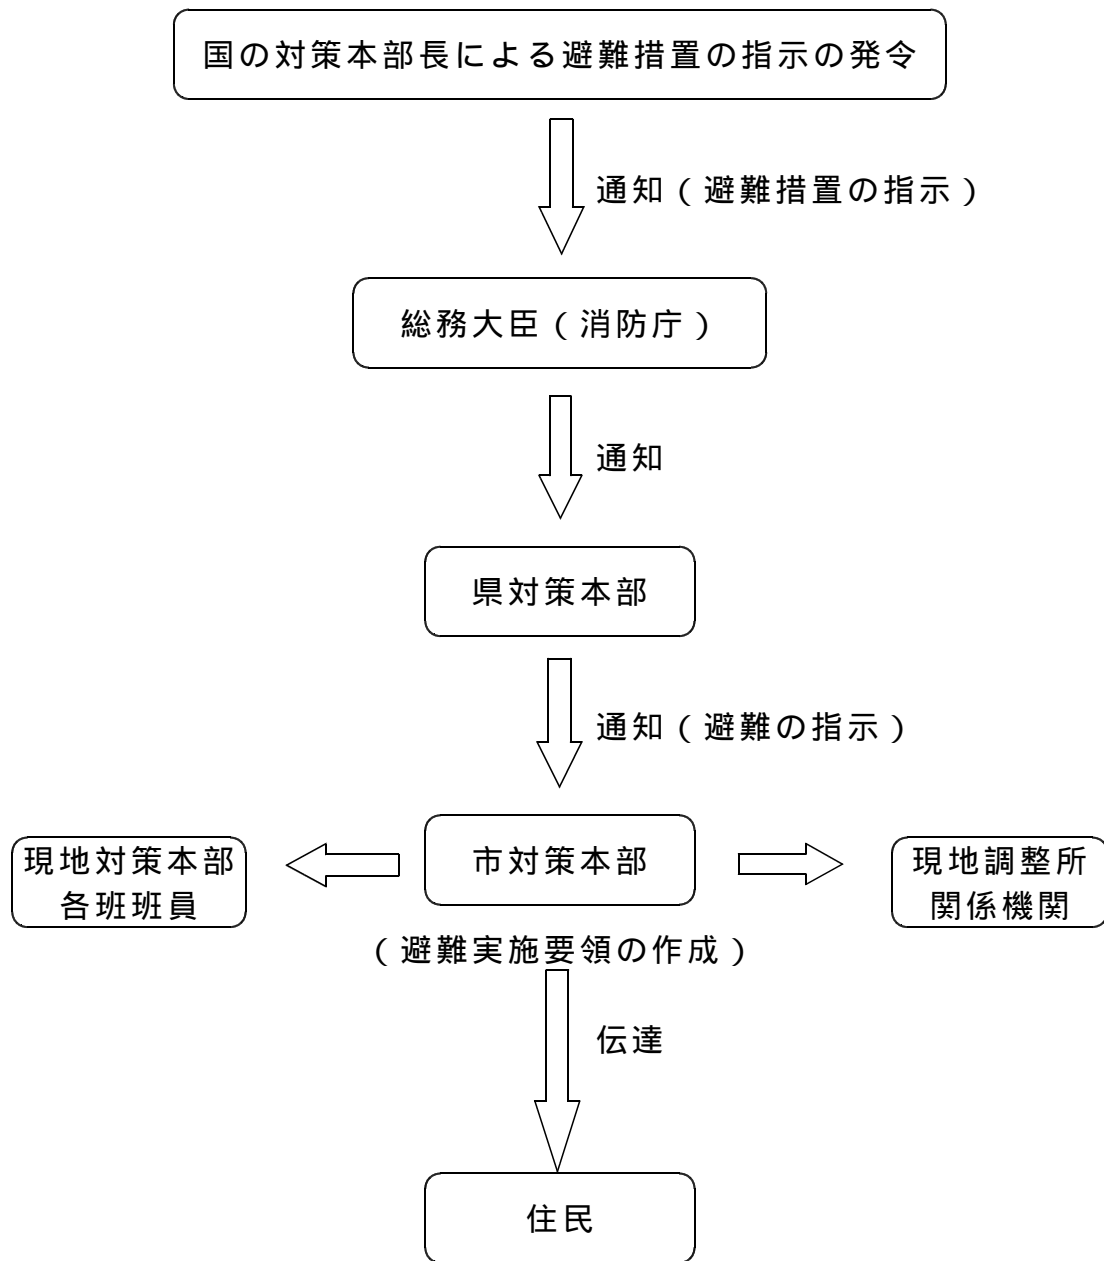 国の対策本部長による避難措置の指示の発令
通知（避難措置の指示）
総務大臣（消防庁）
通知
県対策本部
通知（避難の指示）
現地対策本部
各班班員
市対策本部
現地調整所
関係機関
（避難実施要領の作成）
伝達
住民